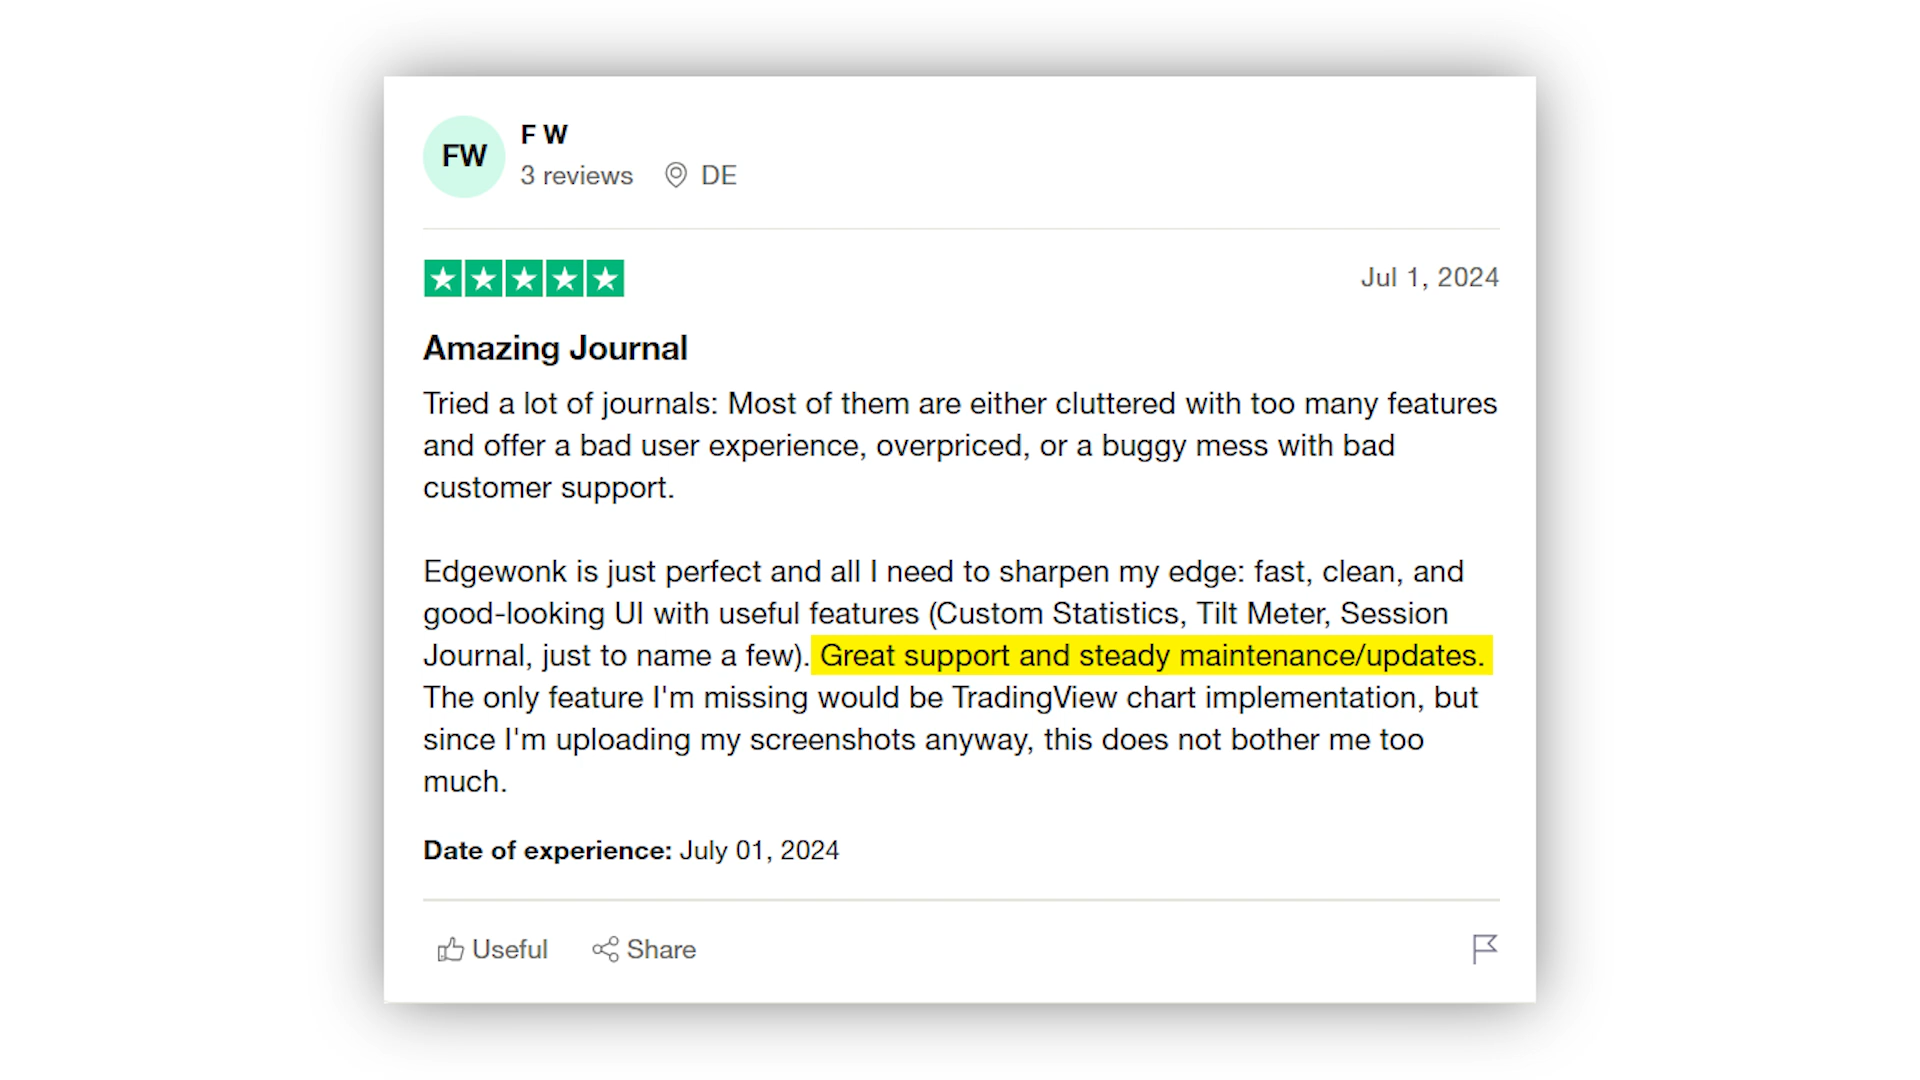 FW
F W
3 reviews DE
Jul 1, 2024
Amazing Journal
Tried a lot of journals: Most of them are either cluttered with too many features
and offer a bad user experience, overpriced, or a buggy mess with bad
customer support.
Edgewonk is just perfect and all I need to sharpen my edge: fast, clean, and
good-looking UI with useful features (Custom Statistics, Tilt Meter, Session
Journal, just to name a few). Great support and steady maintenance/updates.
The only feature I'm missing would be TradingView chart implementation, but
since I'm uploading my screenshots anyway, this does not bother me too
much.
Date of experience: July 01, 2024
Useful Share